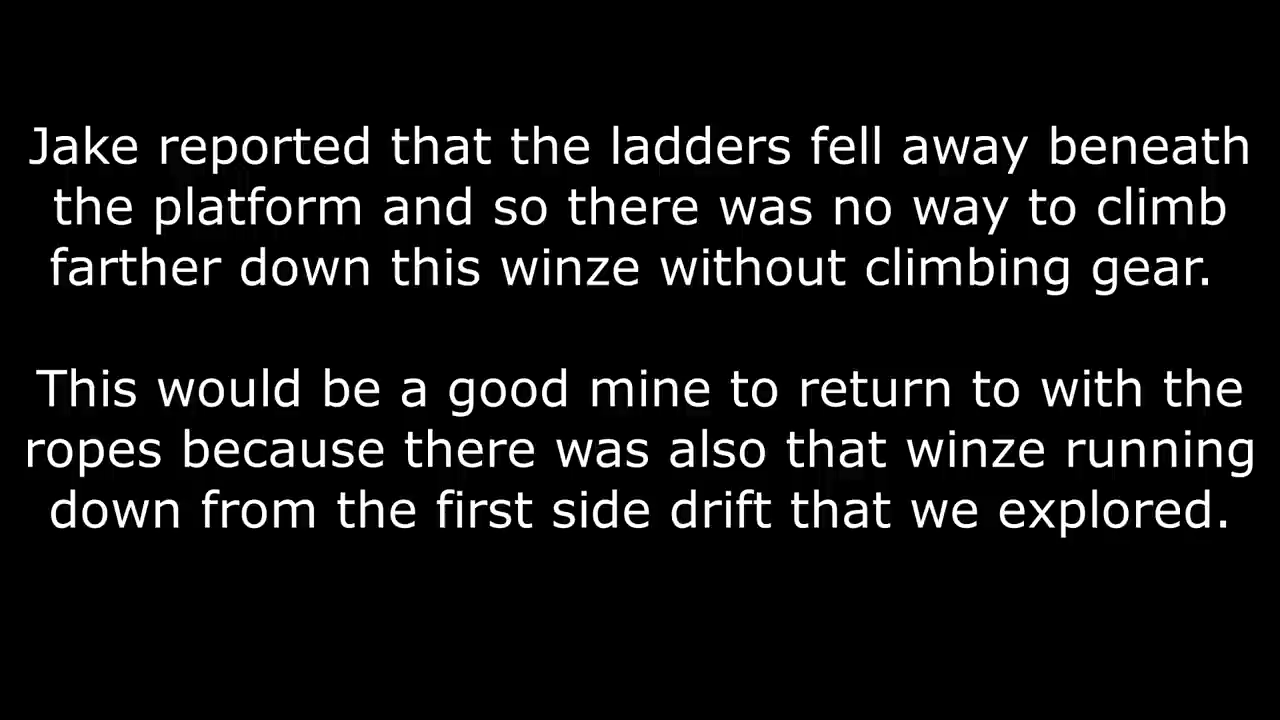 Jake reported that the ladders fell away beneath
the platform and so there was no way to climb
farther down this winze without climbing gear.
This would be a good mine to return to with the
ropes because there was also that winze running
down from the first side drift that we explored.